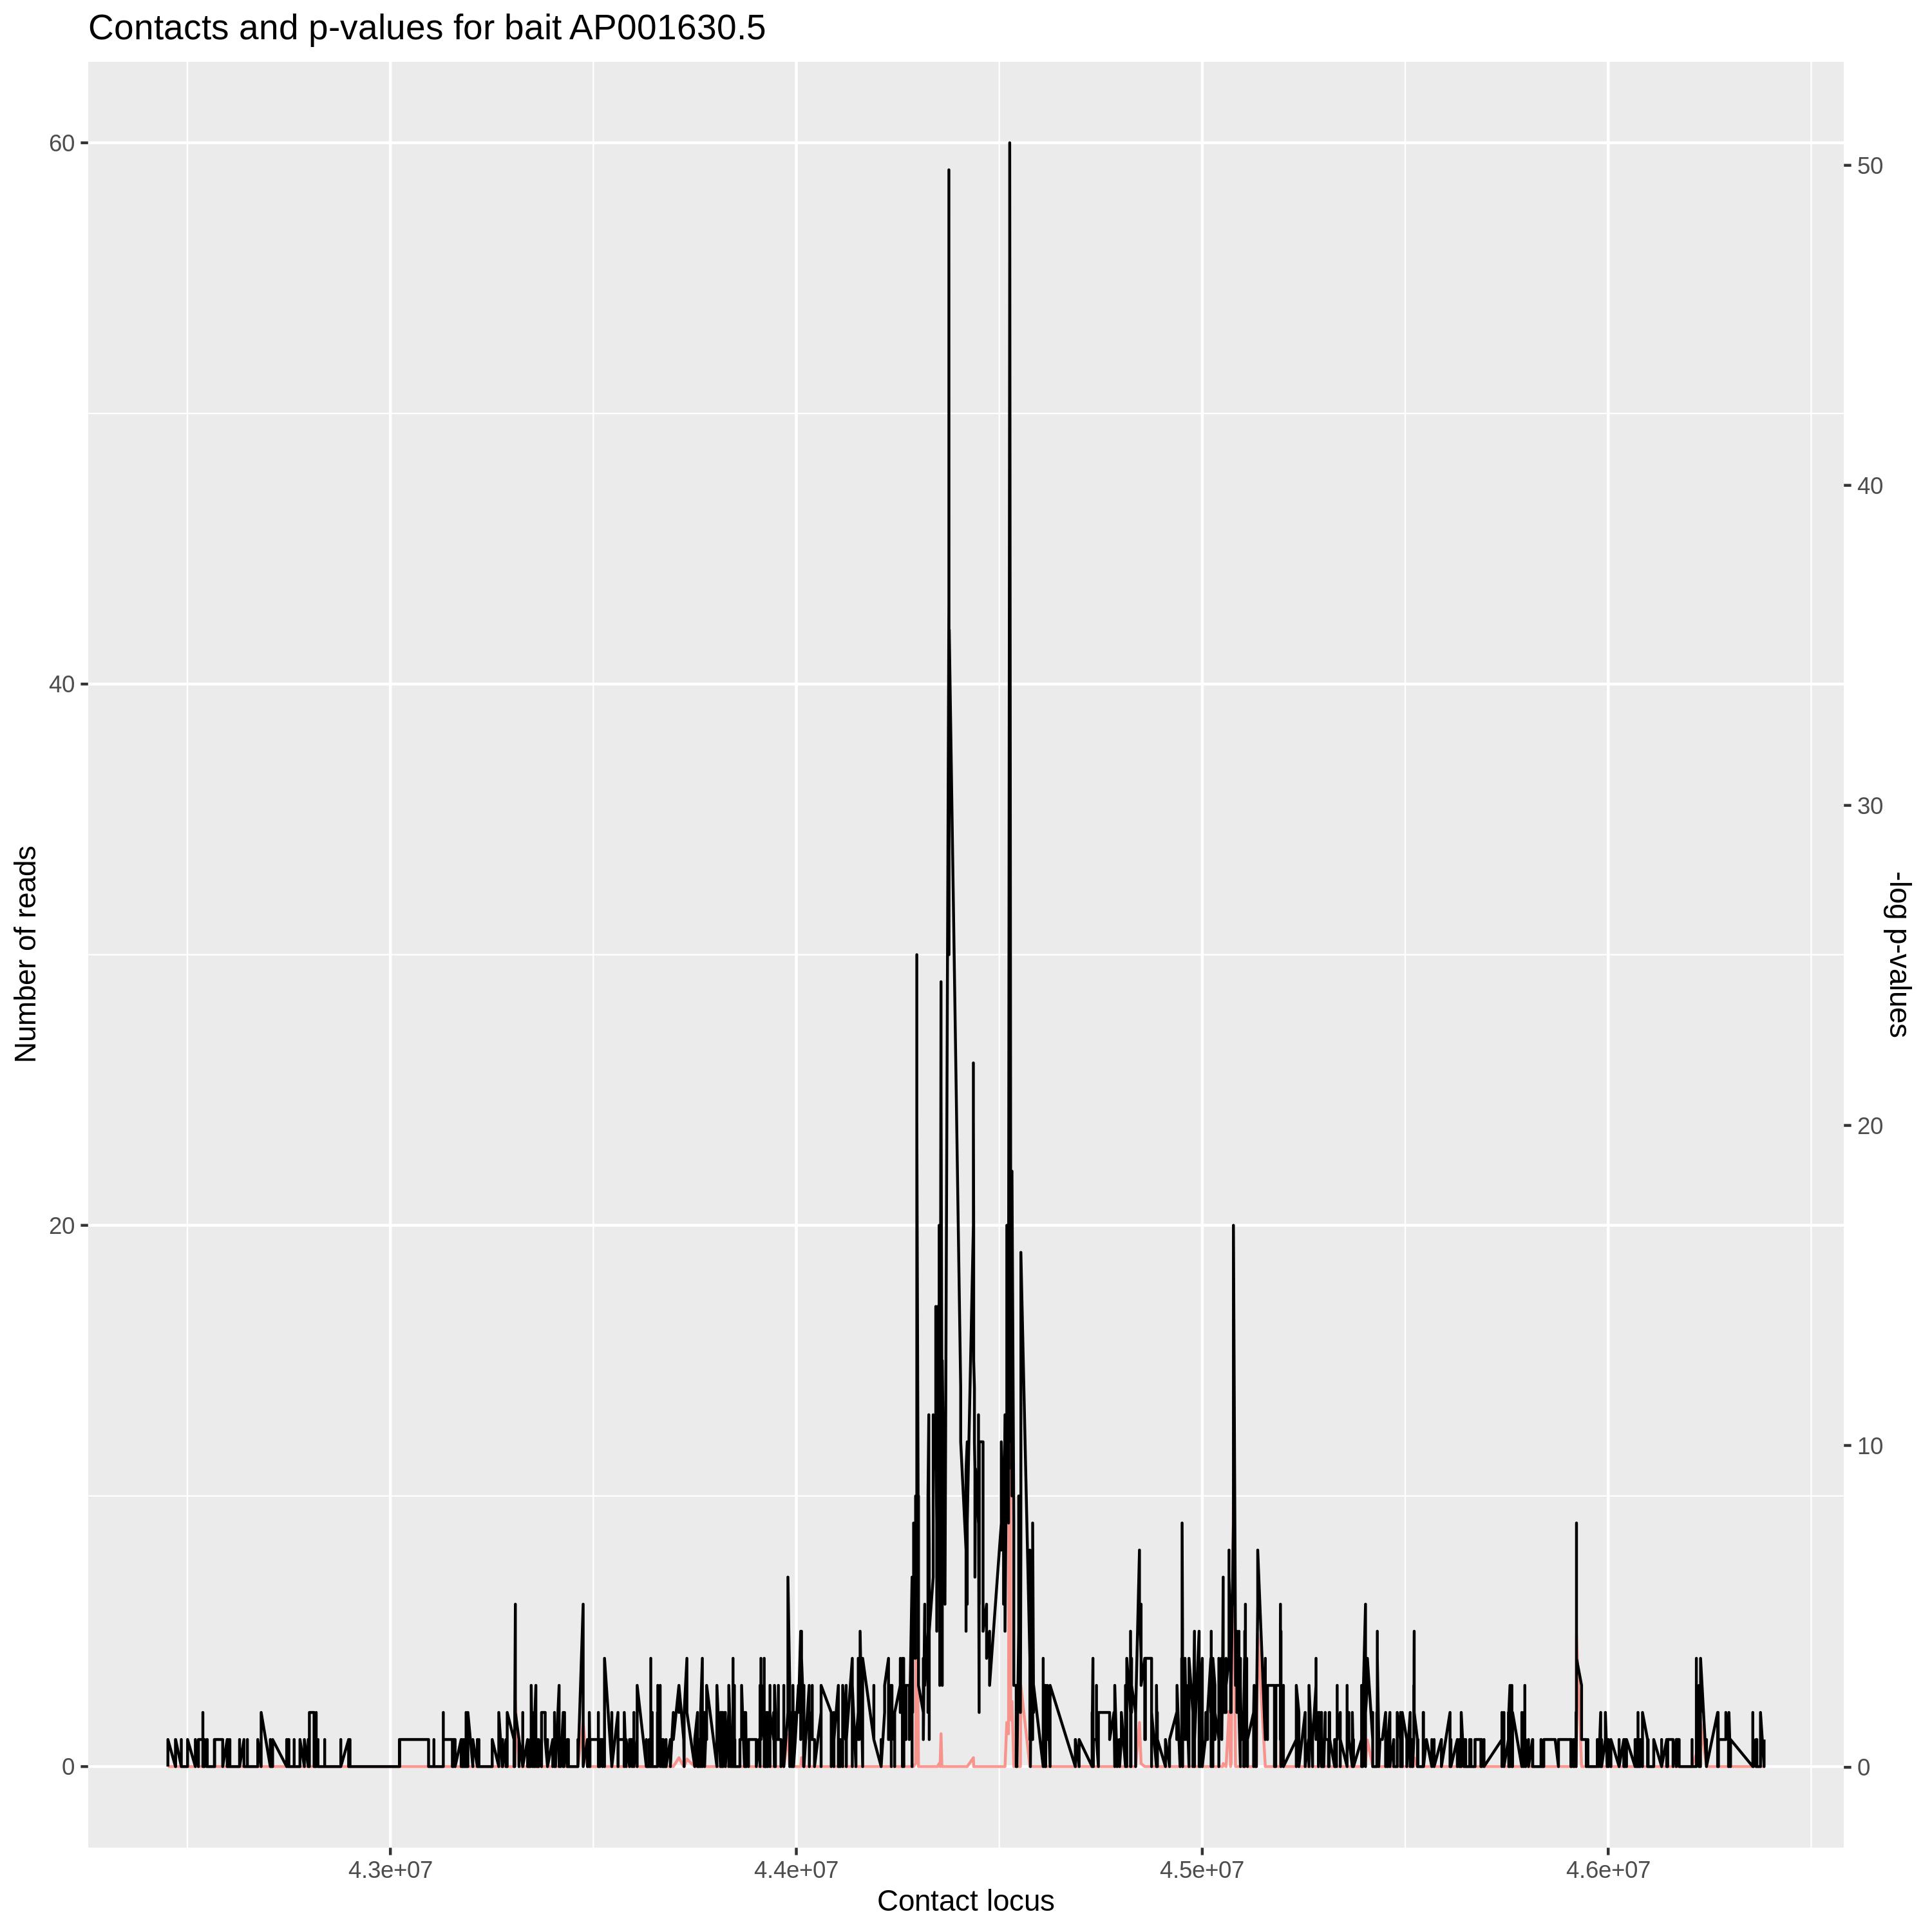 Contacts and p-values for bait AP001630.5
60
40
20
0
Number of reads
50
40
30
20
10
0
-log p-values
4.3e+07
4.4e+07
4.5e+07
4.6e+07
Contact locus